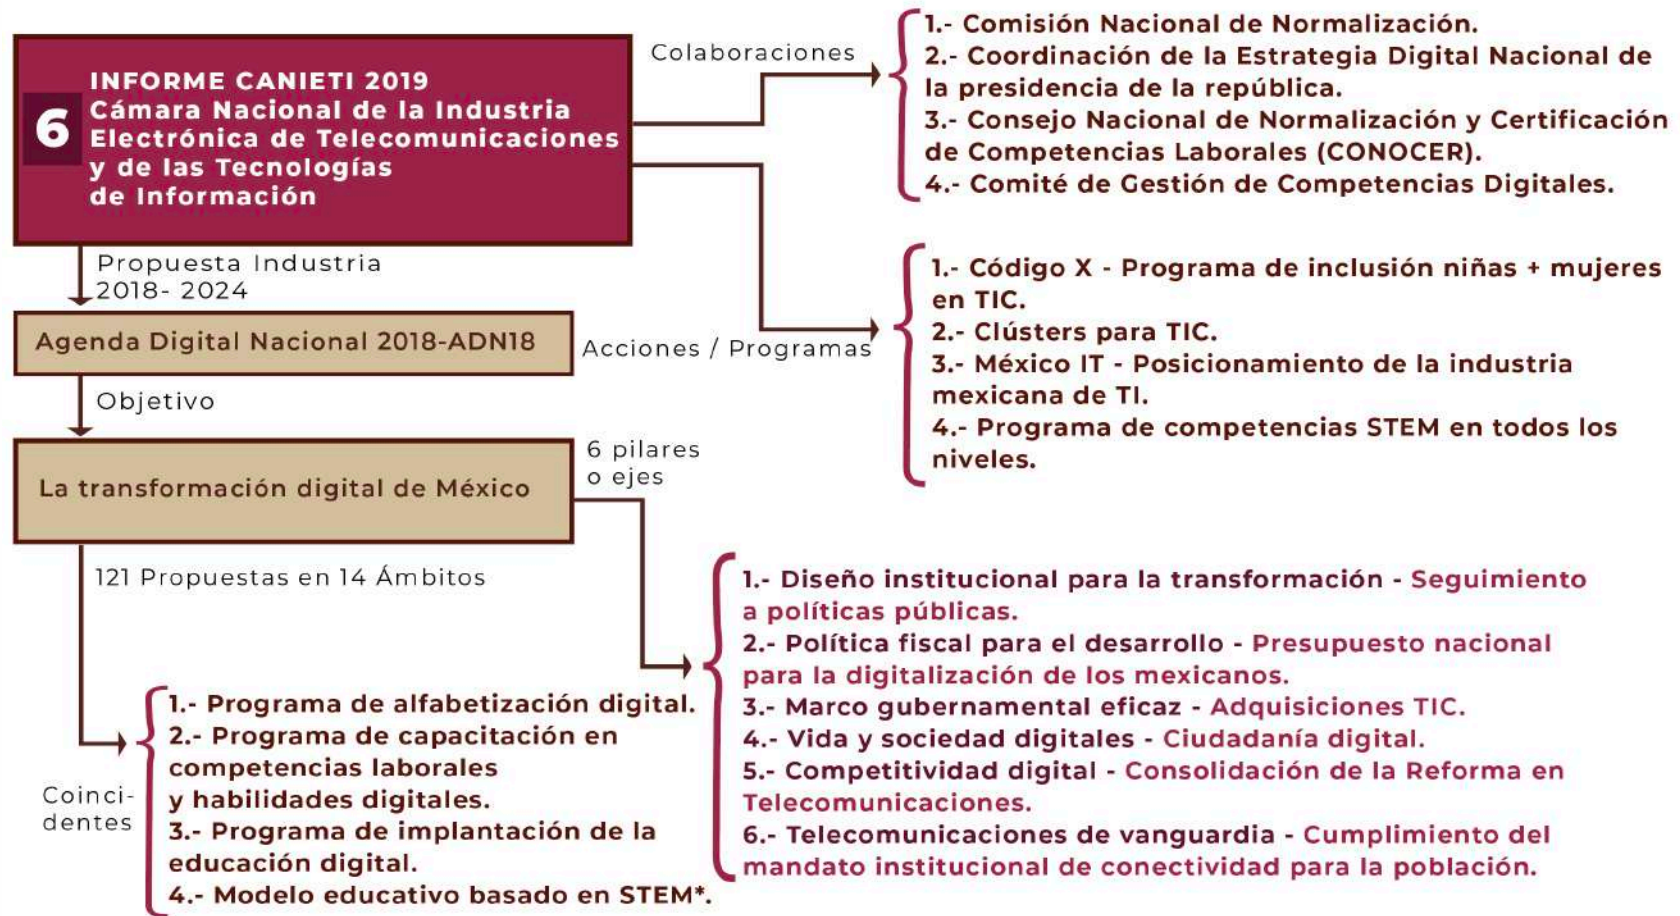 6
INFORME CANIETI 2019
Cámara Nacional de la Industria
Electrónica de Telecomunicaciones
y de las Tecnologías
de Información
Colaboraciones
1.- Comisión Nacional de Normalización.
2.- Coordinación de la Estrategia Digital Nacional de
la presidencia de la república.
3.- Consejo Nacional de Normalización y Certificación
de Competencias Laborales (CONOCER).
4.- Comité de Gestión de Competencias Digitales.
Acciones / Programas
1.- Código X - Programa de inclusión niñas + mujeres
en TIC.
2.- Clústers para TIC.
3.- México IT - Posicionamiento de la industria
mexicana de TI.
4.- Programa de competencias STEM en todos los
niveles.
Propuesta Industria
2018- 2024
Agenda Digital Nacional 2018-ADN18
Objetivo
La transformación digital de México
6 pilares
o ejes
1.- Diseño institucional para la transformación - Seguimiento
a políticas públicas.
2.- Política fiscal para el desarrollo - Presupuesto nacional
para la digitalización de los mexicanos.
3.- Marco gubernamental eficaz - Adquisiciones TIC.
4.- Vida y sociedad digitales - Ciudadanía digital.
5.- Competitividad digital - Consolidación de la Reforma en
Telecomunicaciones.
6.- Telecomunicaciones de vanguardia - Cumplimiento del
mandato institucional de conectividad para la población.
121 Propuestas en 14 Ámbitos
Coinci-
dentes
1.- Programa de alfabetización digital.
2.- Programa de capacitación en
competencias laborales
y habilidades digitales.
3.- Programa de implantación de la
educación digital.
4.- Modelo educativo basado en STEM*.